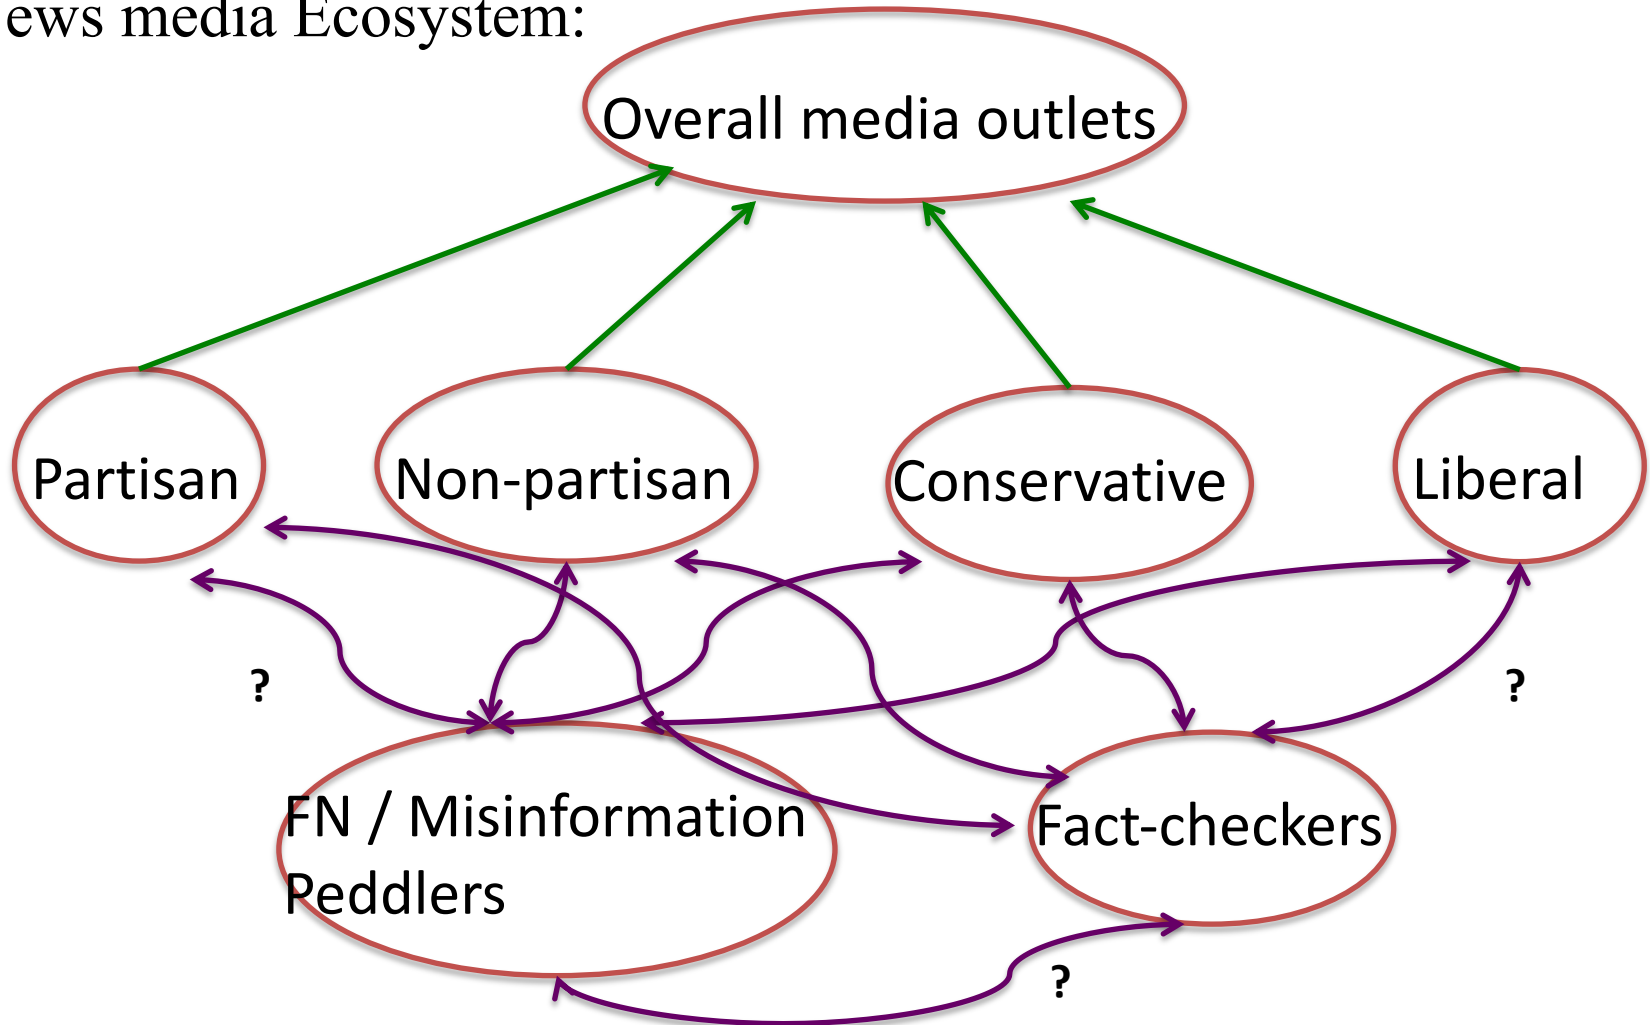 ews media Ecosystem:
Overall media outlets
Partisan
Non-partisan
Conservative
Liberal
?
?
FN / Misinformation
Peddlers
Fact-checkers
?